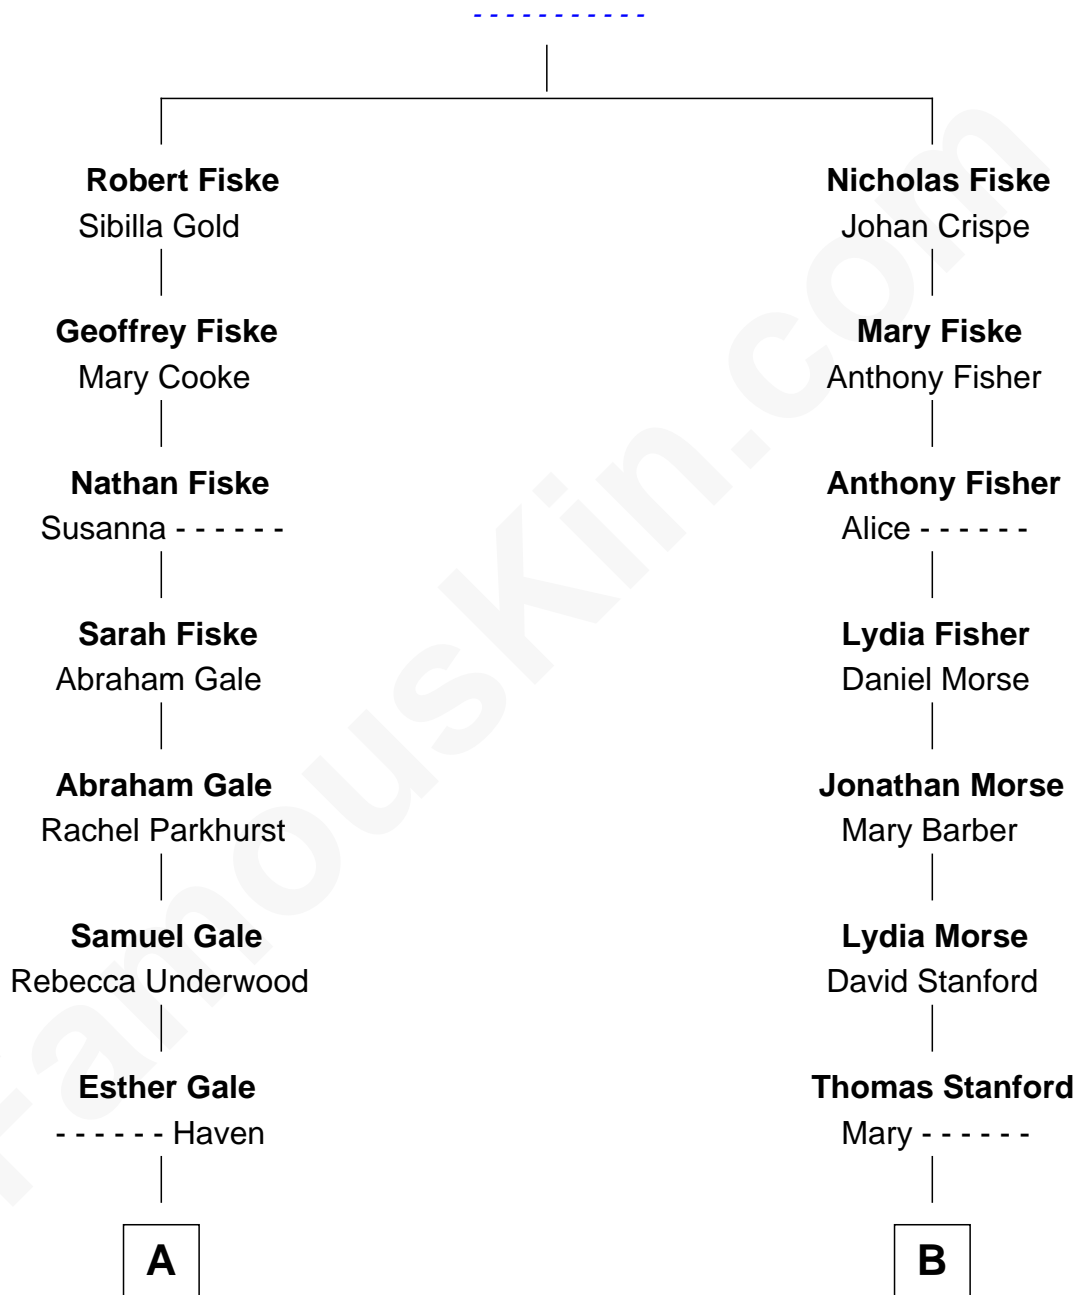 - - - - - - - - - - -
Robert Fiske
Sibilla Gold
Geoffrey Fiske
Mary Cooke
Nathan Fiske
Susanna - - - - - -
Sarah Fiske
Abraham Gale
Abraham Gale
Rachel Parkhurst
Samuel Gale
Rebecca Underwood
Esther Gale
- - - - - - Haven
A
Nicholas Fiske
Johan Crispe
Mary Fiske
Anthony Fisher
Anthony Fisher
Alice - - - - - -
Lydia Fisher
Daniel Morse
Jonathan Morse
Mary Barber
Lydia Morse
David Stanford
Thomas Stanford
Mary - - - - - -
B
FamousKin.com